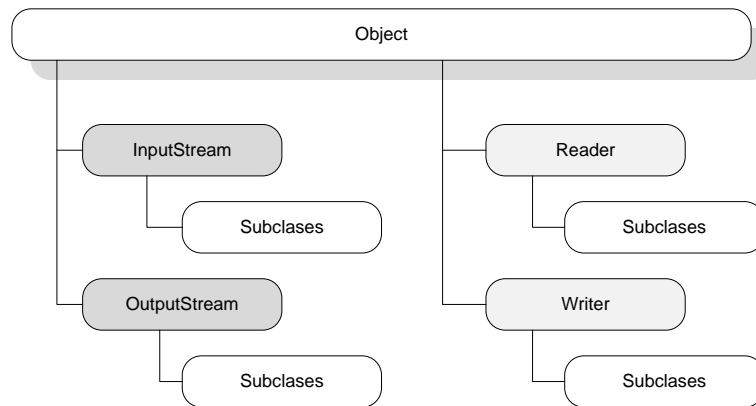 Object
InputStream
Reader
Subclases
Subclases
OutputStream
Writer
Subclases
Subclases